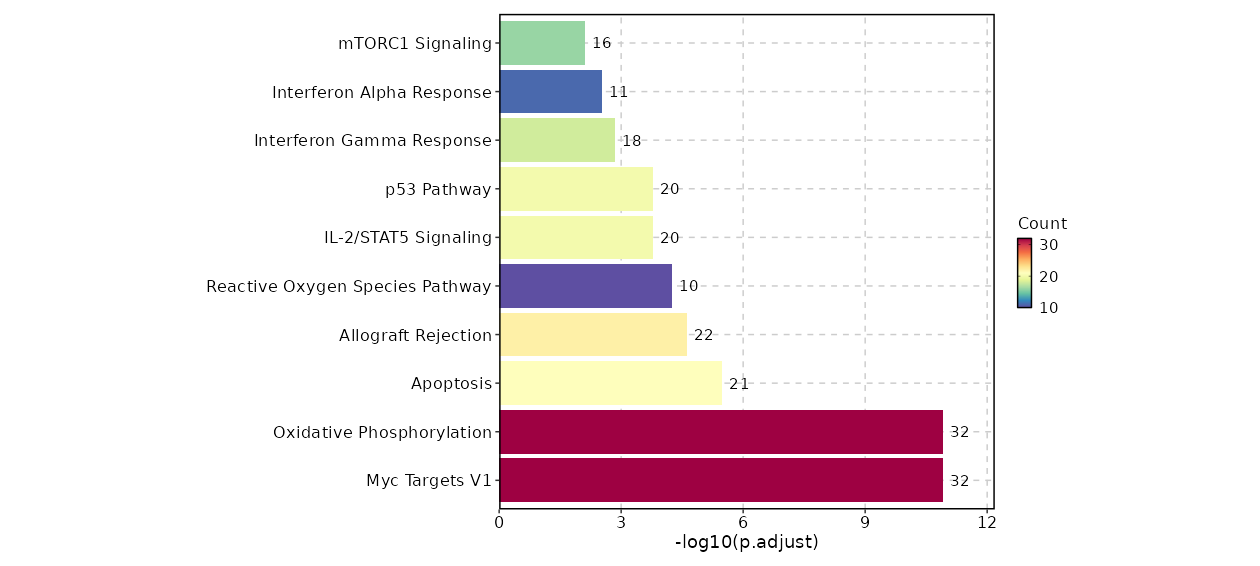 mTORC1 Signaling 16
Interferon Alpha Response 11
Interferon Gamma Response 18
p53 Pathway 20
IL-2/STAT5 Signaling 20
Reactive Oxygen Species Pathway 10
Allograft Rejection 22
Apoptosis 21
Oxidative Phosphorylation 32
Myc Targets V1 32
0 3 6 9 12
-log10(p.adjust)
Count
30
20
10